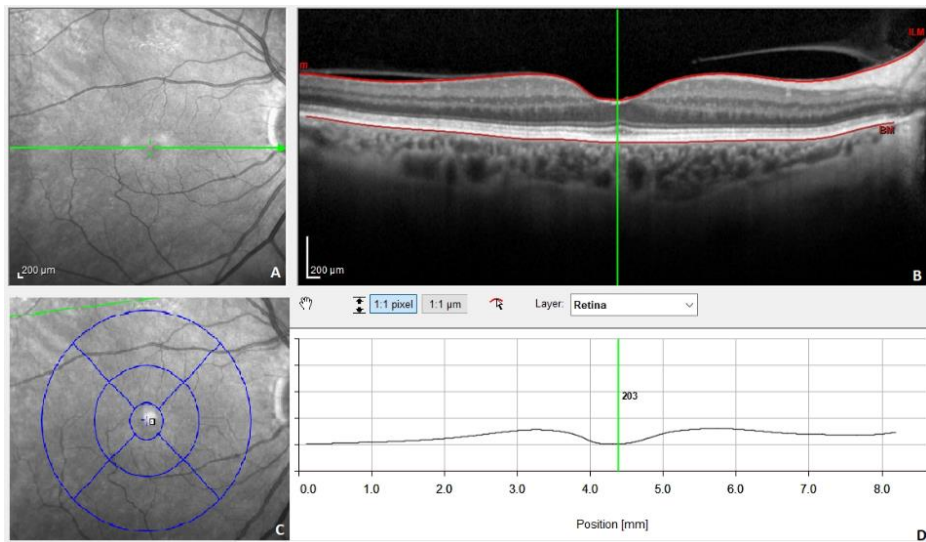 200 µm
A
m
ILM
BM
200 µm
B
1:1 pixel
1:1 µm
Layer:
Retina
C
203
0.0 1.0 2.0 3.0 4.0 5.0 6.0 7.0 8.0
Position [mm]
D